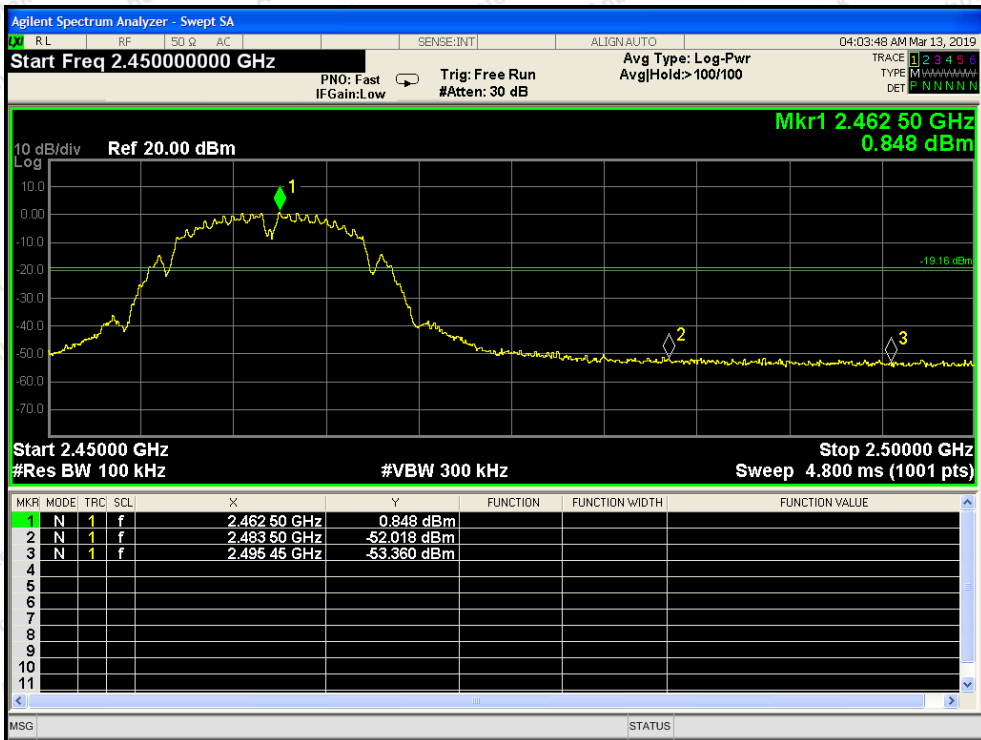 Agilent Spectrum Analyzer - Swept SA
LXI RL RF 50 Ω AC SENSE:INT ALIGN AUTO 04:03:48 AM Mar 13, 2019
Start Freq 2.450000000 GHz
PNO: Fast
IFGain:Low
Trig: Free Run
#Atten: 30 dB
Avg Type: Log-Pwr
Avg|Hold:>100/100
TRACE 1 2 3 4 5 6
TYPE M
DET P N N N N N
Mkr1 2.462 50 GHz
0.848 dBm
10 dB/div Ref 20.00 dBm
Log
10.0
0.00
-10.0
-20.0
-30.0
-40.0
-50.0
-60.0
-70.0
1
-19.16 dBm
2
3
Start 2.45000 GHz Stop 2.50000 GHz
#Res BW 100 kHz #VBW 300 kHz Sweep 4.800 ms (1001 pts)
MKR MODE TRC SCL X Y FUNCTION FUNCTION WIDTH FUNCTION VALUE
1 N 1 f 2.462 50 GHz 0.848 dBm
2 N 1 f 2.483 50 GHz -52.018 dBm
3 N 1 f 2.495 45 GHz -53.360 dBm
4
5
6
7
8
9
10
11
MSG STATUS